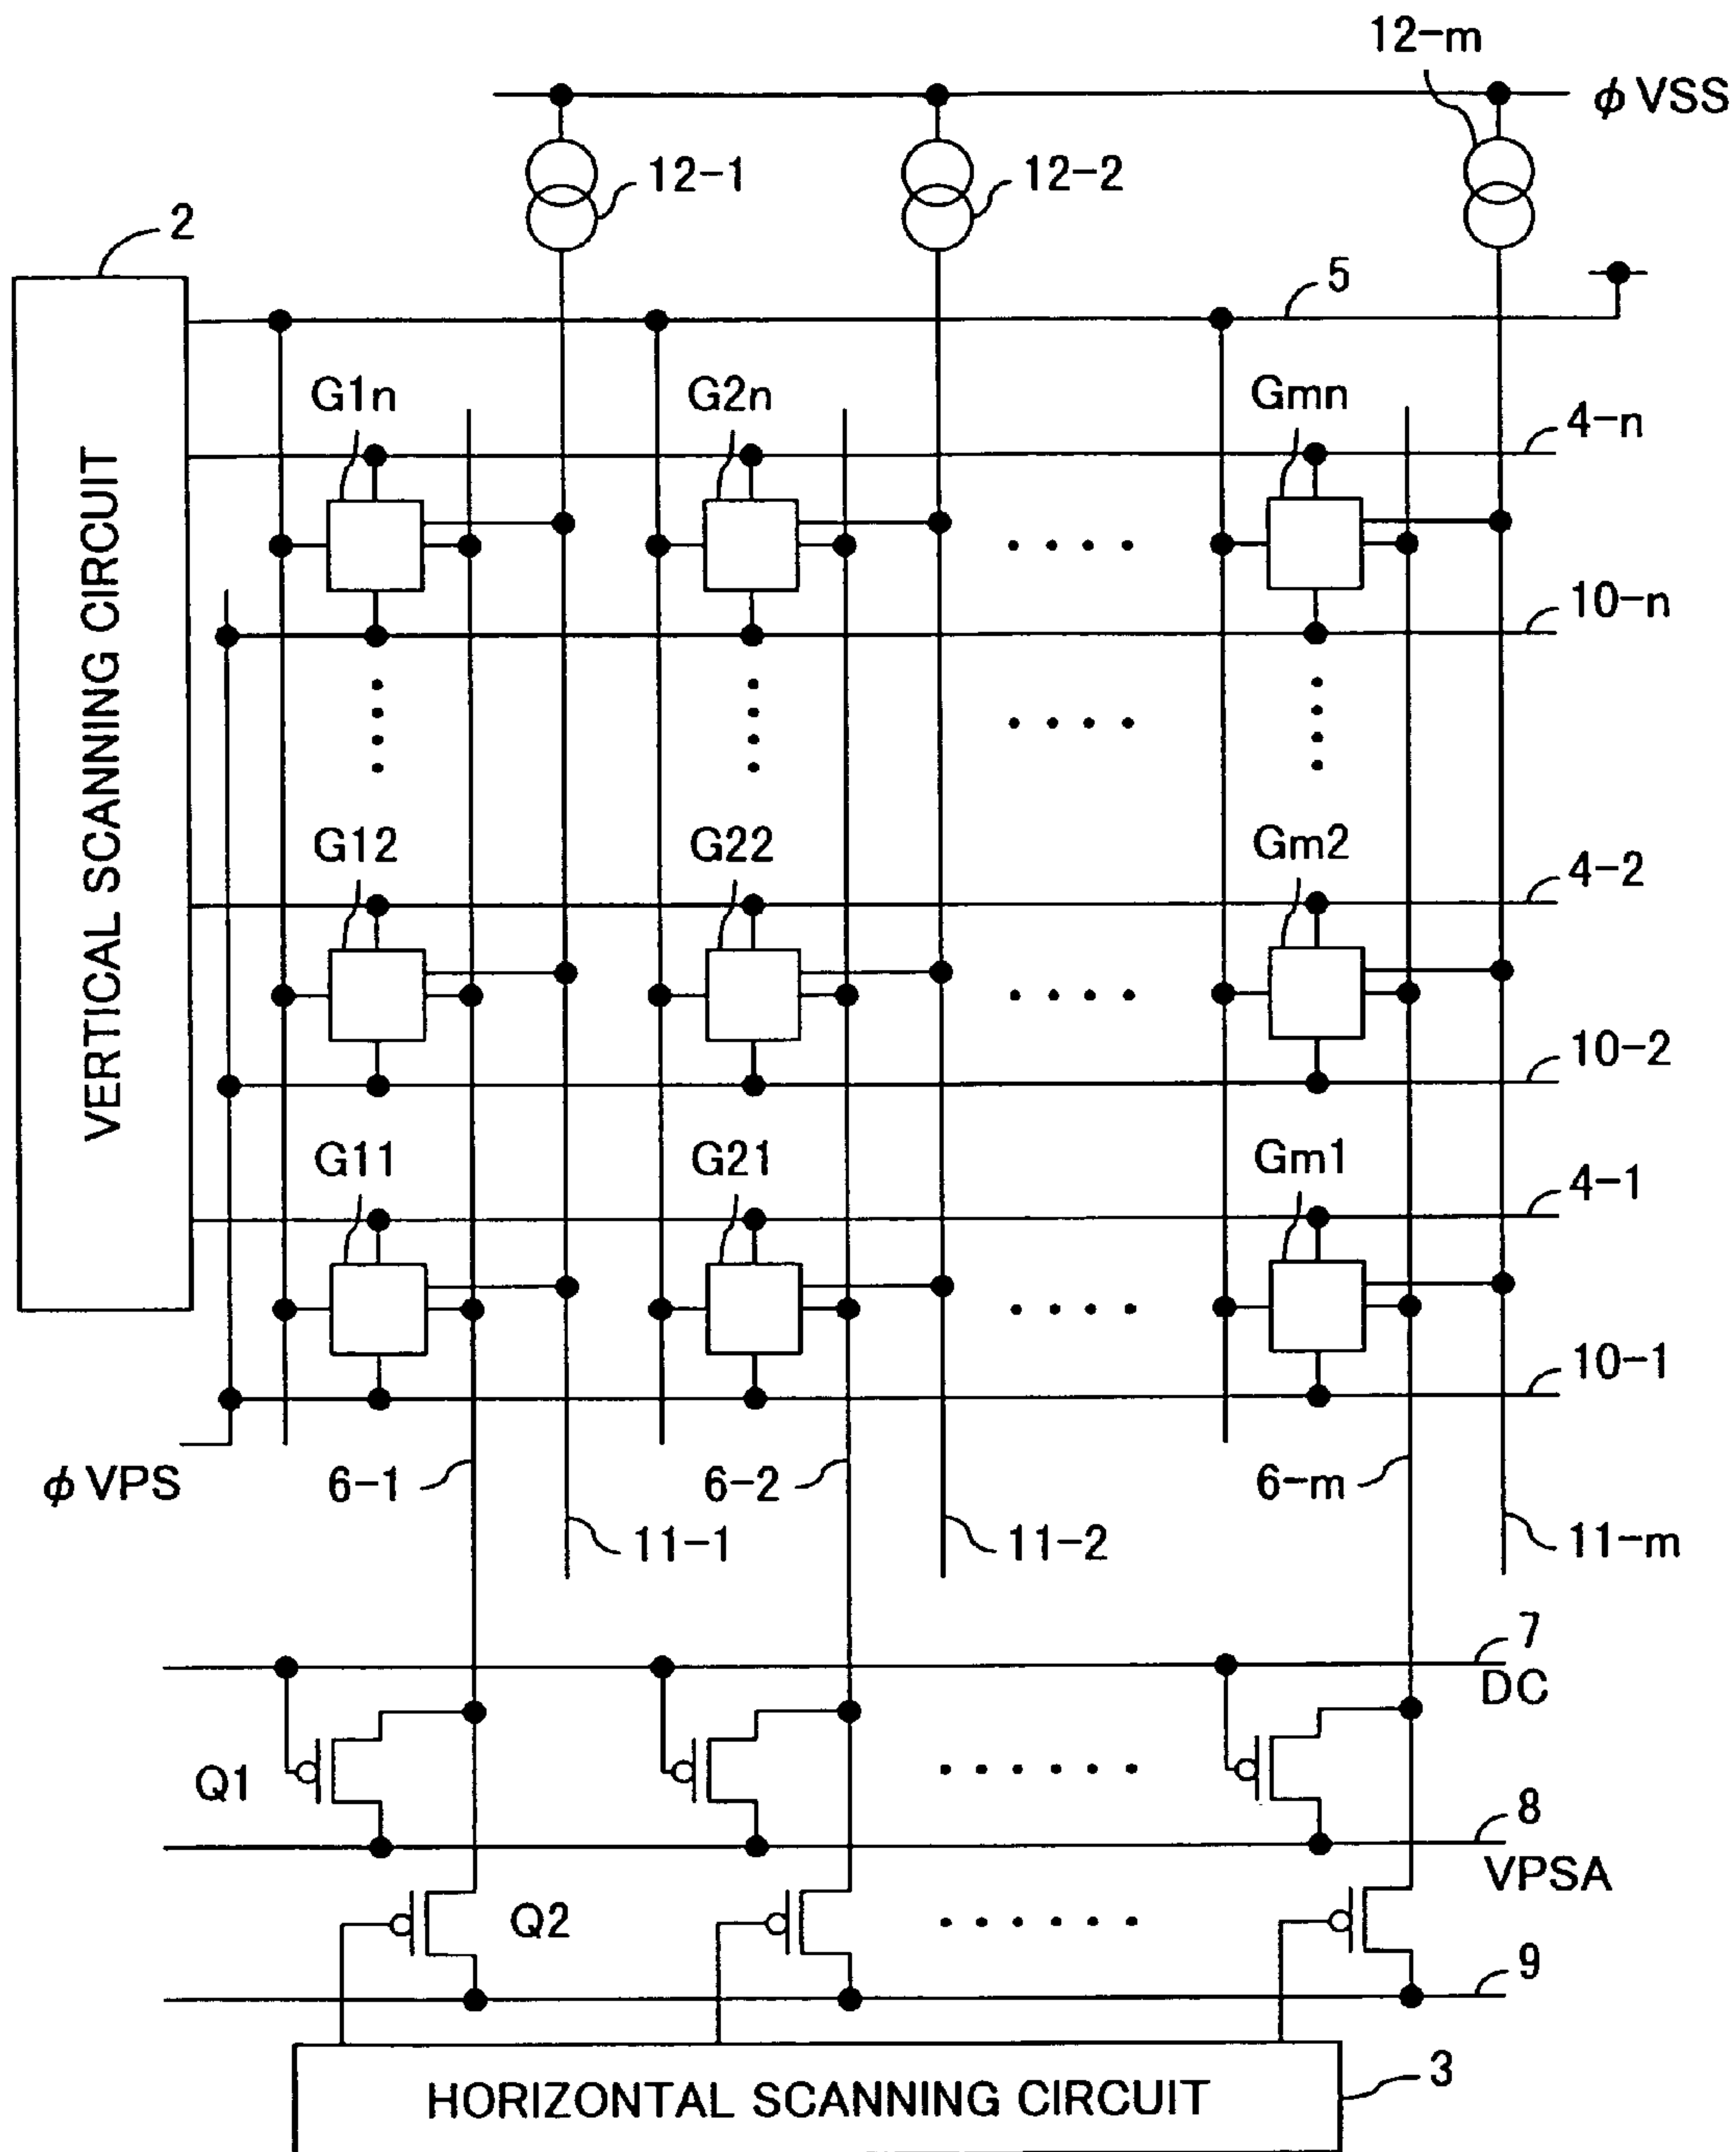 12-m
φ VSS
12-1
12-2
2
5
G1n
G2n
Gmn
4-n
VERTICAL SCANNING CIRCUIT
10-n
G12
G22
Gm2
4-2
10-2
G11
G21
Gm1
4-1
10-1
φ VPS
6-1
6-2
6-m
11-1
11-2
11-m
7
DC
Q1
8
VPSA
Q2
9
HORIZONTAL SCANNING CIRCUIT
3